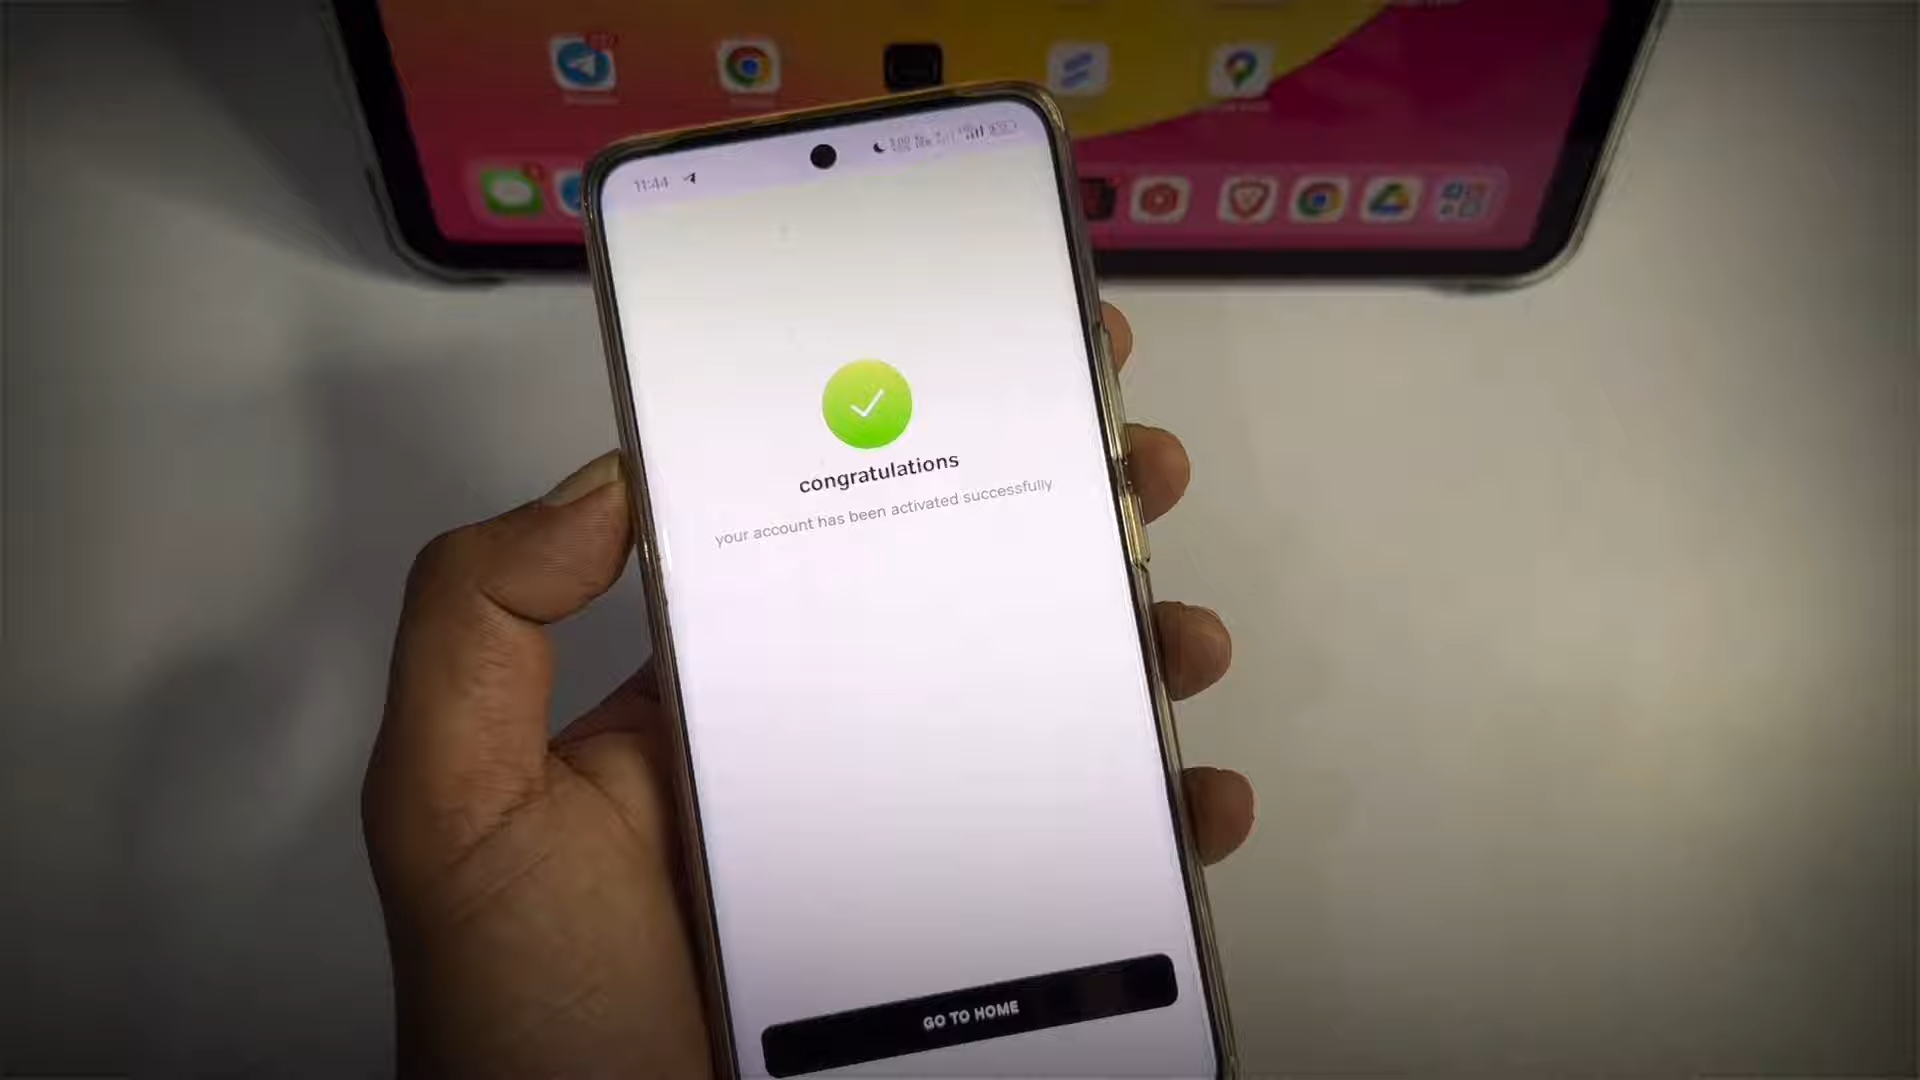 11:44
congratulations
your account has been activated successfully
GO TO HOME